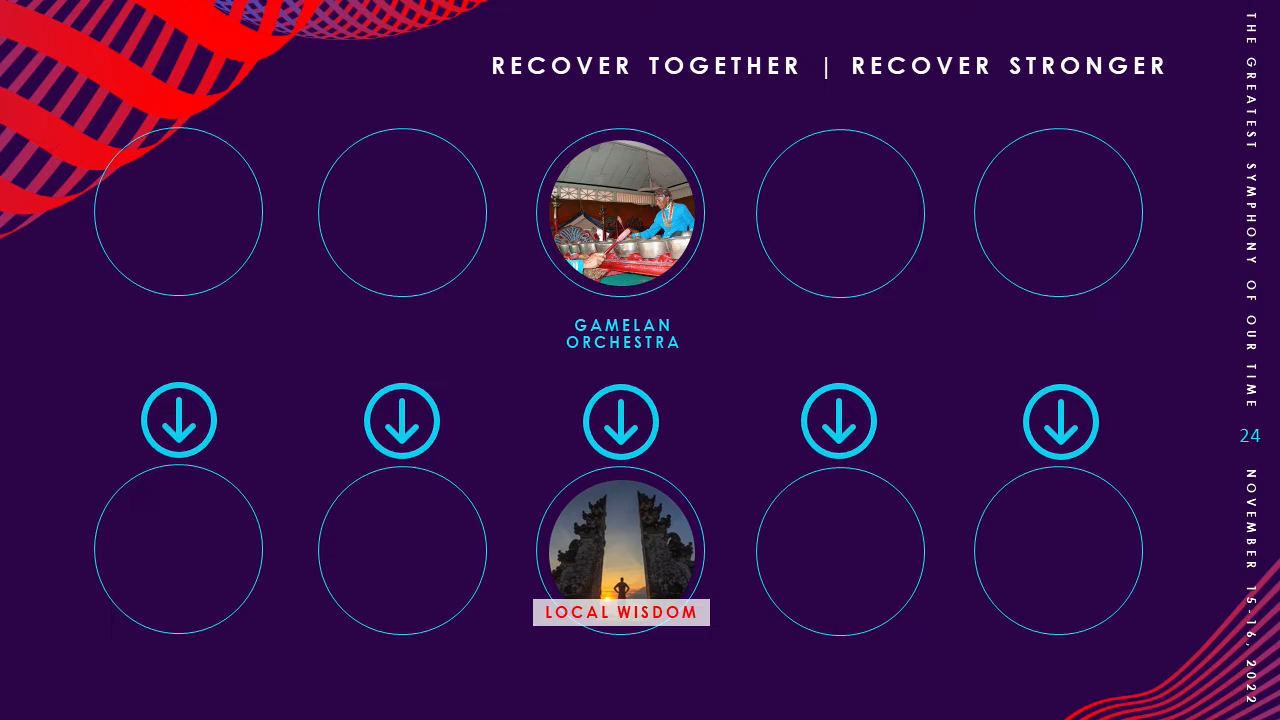 RECOVER TOGETHER | RECOVER STRONGER
GAMELAN
ORCHESTRA
LOCAL WISDOM
THE GREATEST SYMPHONY OF OUR TIME
24
NOVEMBER 15-16, 2022